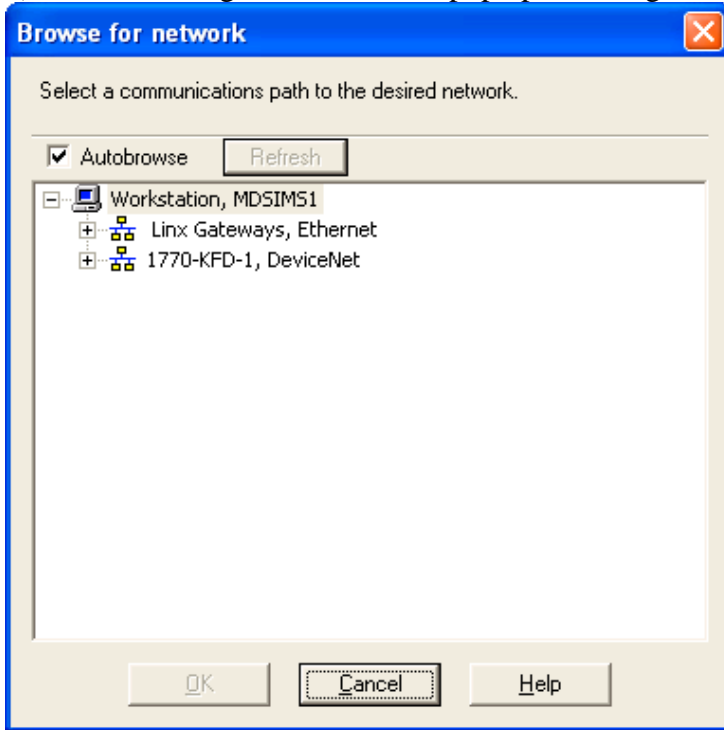 Browse for network
Select a communications path to the desired network.
Autobrowse Refresh
Workstation, MDSIMS1
Linx Gateways, Ethernet
1770-KFD-1, DeviceNet
OK Cancel Help